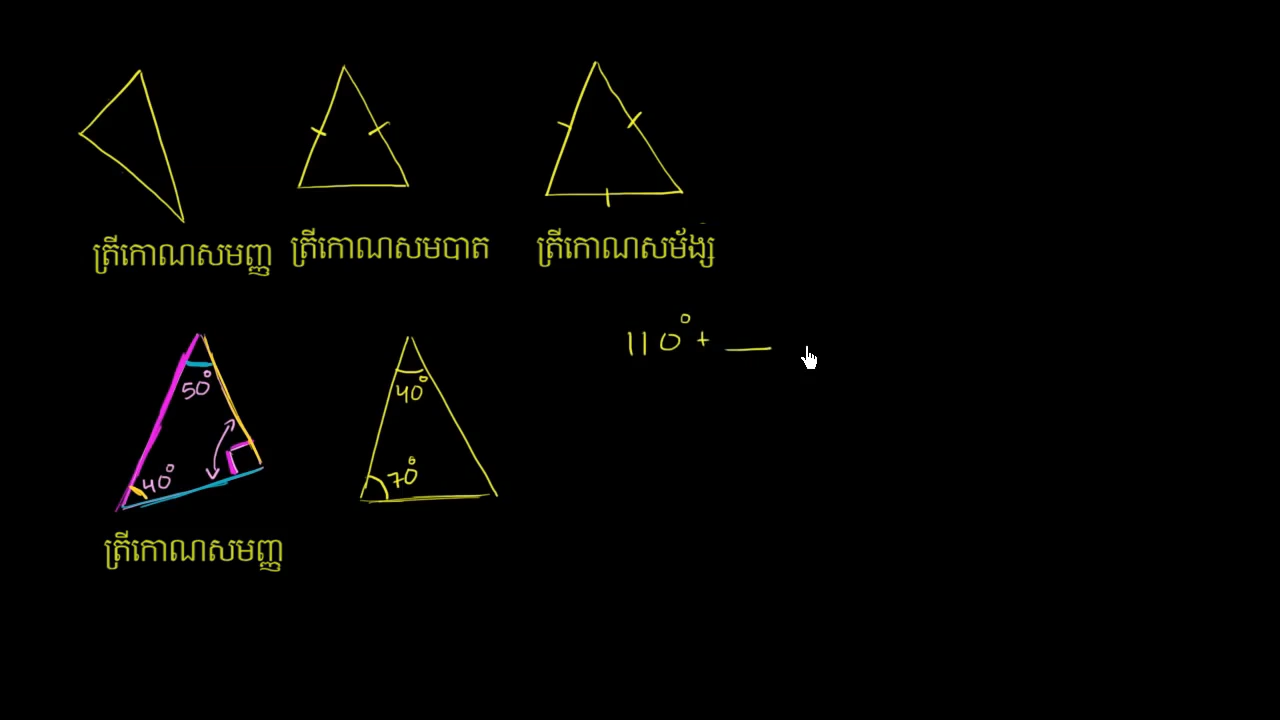 ត្រីកោណសមញ្ញ
ត្រីកោណសមបាត
ត្រីកោណសម័ង្ស
110° + __
50°
40°
40°
70°
ត្រីកោណសមញ្ញ